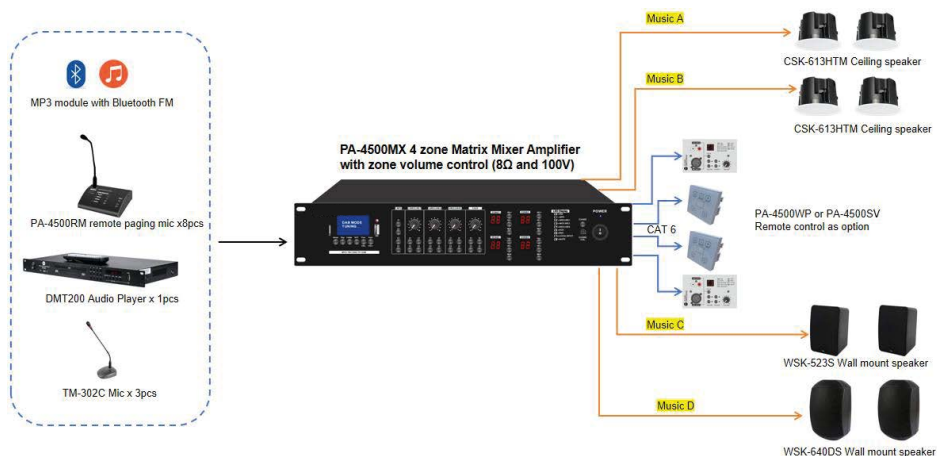 Music A
CSK-613HTM Ceiling speaker
Music B
CSK-613HTM Ceiling speaker
MP3 module with Bluetooth FM
PA-4500RM remote paging mic x8pcs
DMT200 Audio Player x 1pcs
TM-302C Mic x 3pcs
PA-4500MX 4 zone Matrix Mixer Amplifier
with zone volume control (8Ω and 100V)
POWER
CAT 6
PA-4500WP or PA-4500SV
Remote control as option
Music C
WSK-523S Wall mount speaker
Music D
WSK-640DS Wall mount speaker